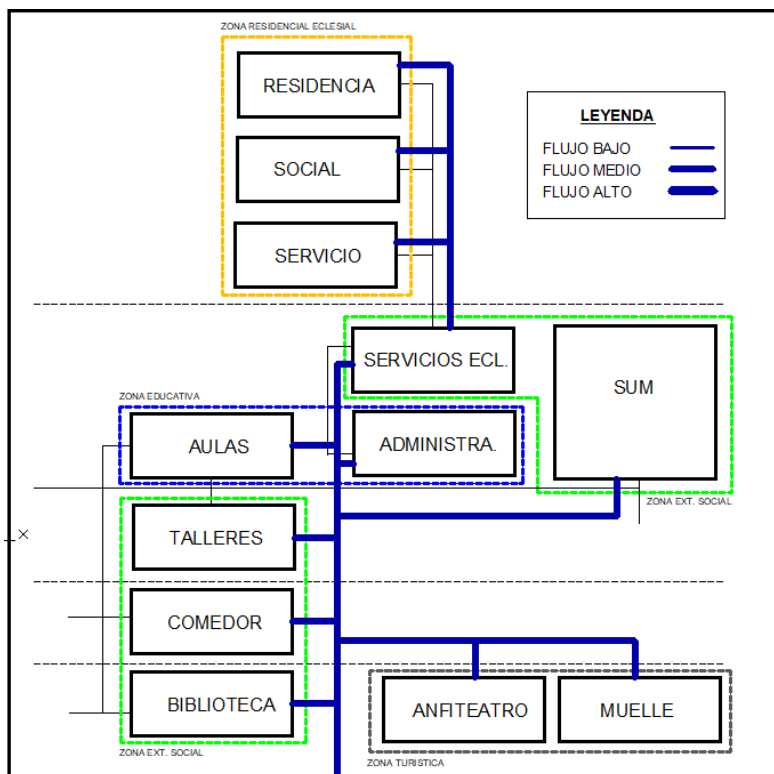 ZONA RESIDENCIAL ECLESIAL
RESIDENCIA
SOCIAL
SERVICIO
LEYENDA
FLUJO BAJO
FLUJO MEDIO
FLUJO ALTO
SERVICIOS ECL.
SUM
ZONA EDUCATIVA
AULAS
ADMINISTRA.
ZONA EXT. SOCIAL
TALLERES
COMEDOR
BIBLIOTECA
ANFITEATRO
MUELLE
ZONA EXT. SOCIAL
ZONA TURISTICA